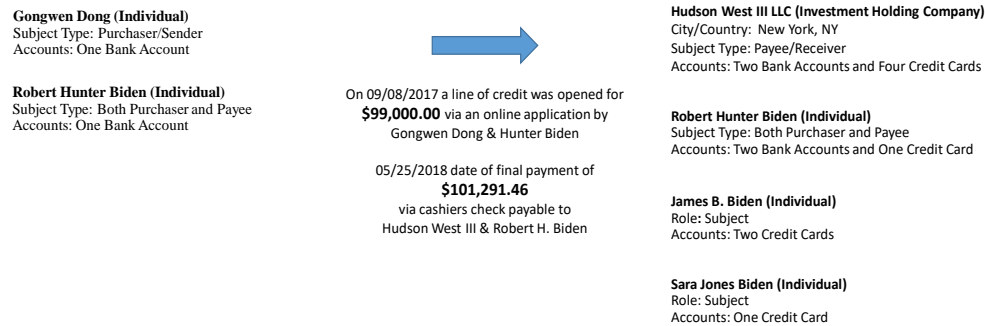 Gongwen Dong (Individual)
Subject Type: Purchaser/Sender
Accounts: One Bank Account
Robert Hunter Biden (Individual)
Subject Type: Both Purchaser and Payee
Accounts: One Bank Account
On 09/08/2017 a line of credit was opened for
$99,000.00 via an online application by
Gongwen Dong & Hunter Biden
05/25/2018 date of final payment of
$101,291.46
via cashiers check payable to
Hudson West III & Robert H. Biden
Hudson West III LLC (Investment Holding Company)
City/Country: New York, NY
Subject Type: Payee/Receiver
Accounts: Two Bank Accounts and Four Credit Cards
Robert Hunter Biden (Individual)
Subject Type: Both Purchaser and Payee
Accounts: Two Bank Accounts and One Credit Card
James B. Biden (Individual)
Role: Subject
Accounts: Two Credit Cards
Sara Jones Biden (Individual)
Role: Subject
Accounts: One Credit Card